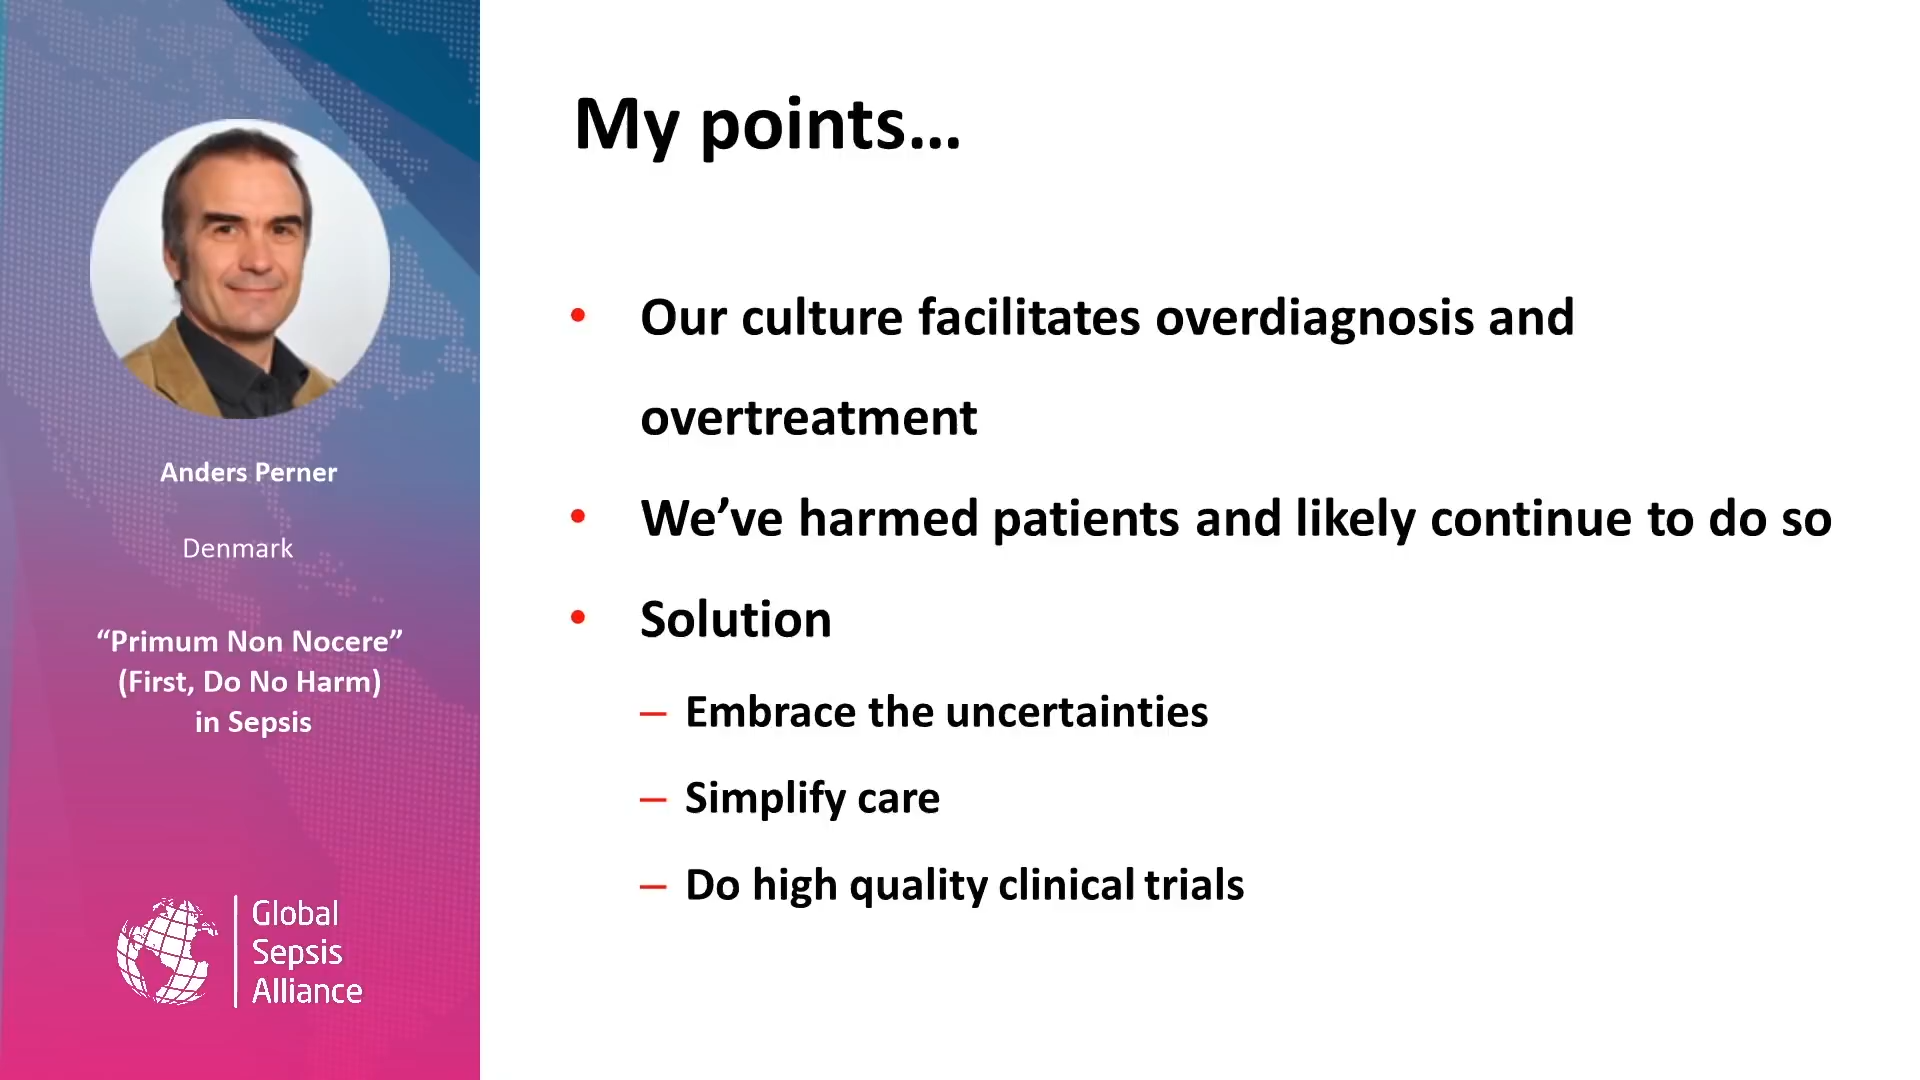 Anders Perner
Denmark
“Primum Non Nocere”
(First, Do No Harm)
in Sepsis
Global
Sepsis
Alliance
My points...
• Our culture facilitates overdiagnosis and
overtreatment
• We’ve harmed patients and likely continue to do so
• Solution
– Embrace the uncertainties
– Simplify care
– Do high quality clinical trials